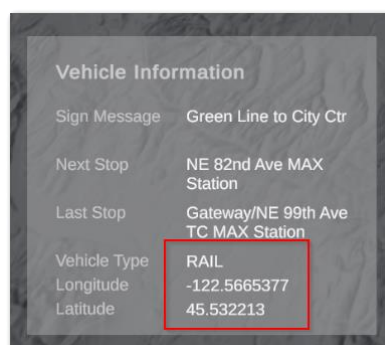 Vehicle Information
Sign Message Green Line to City Ctr
Next Stop NE 82nd Ave MAX
Station
Last Stop Gateway/NE 99th Ave
TC MAX Station
Vehicle Type RAIL
Longitude -122.5665377
Latitude 45.532213